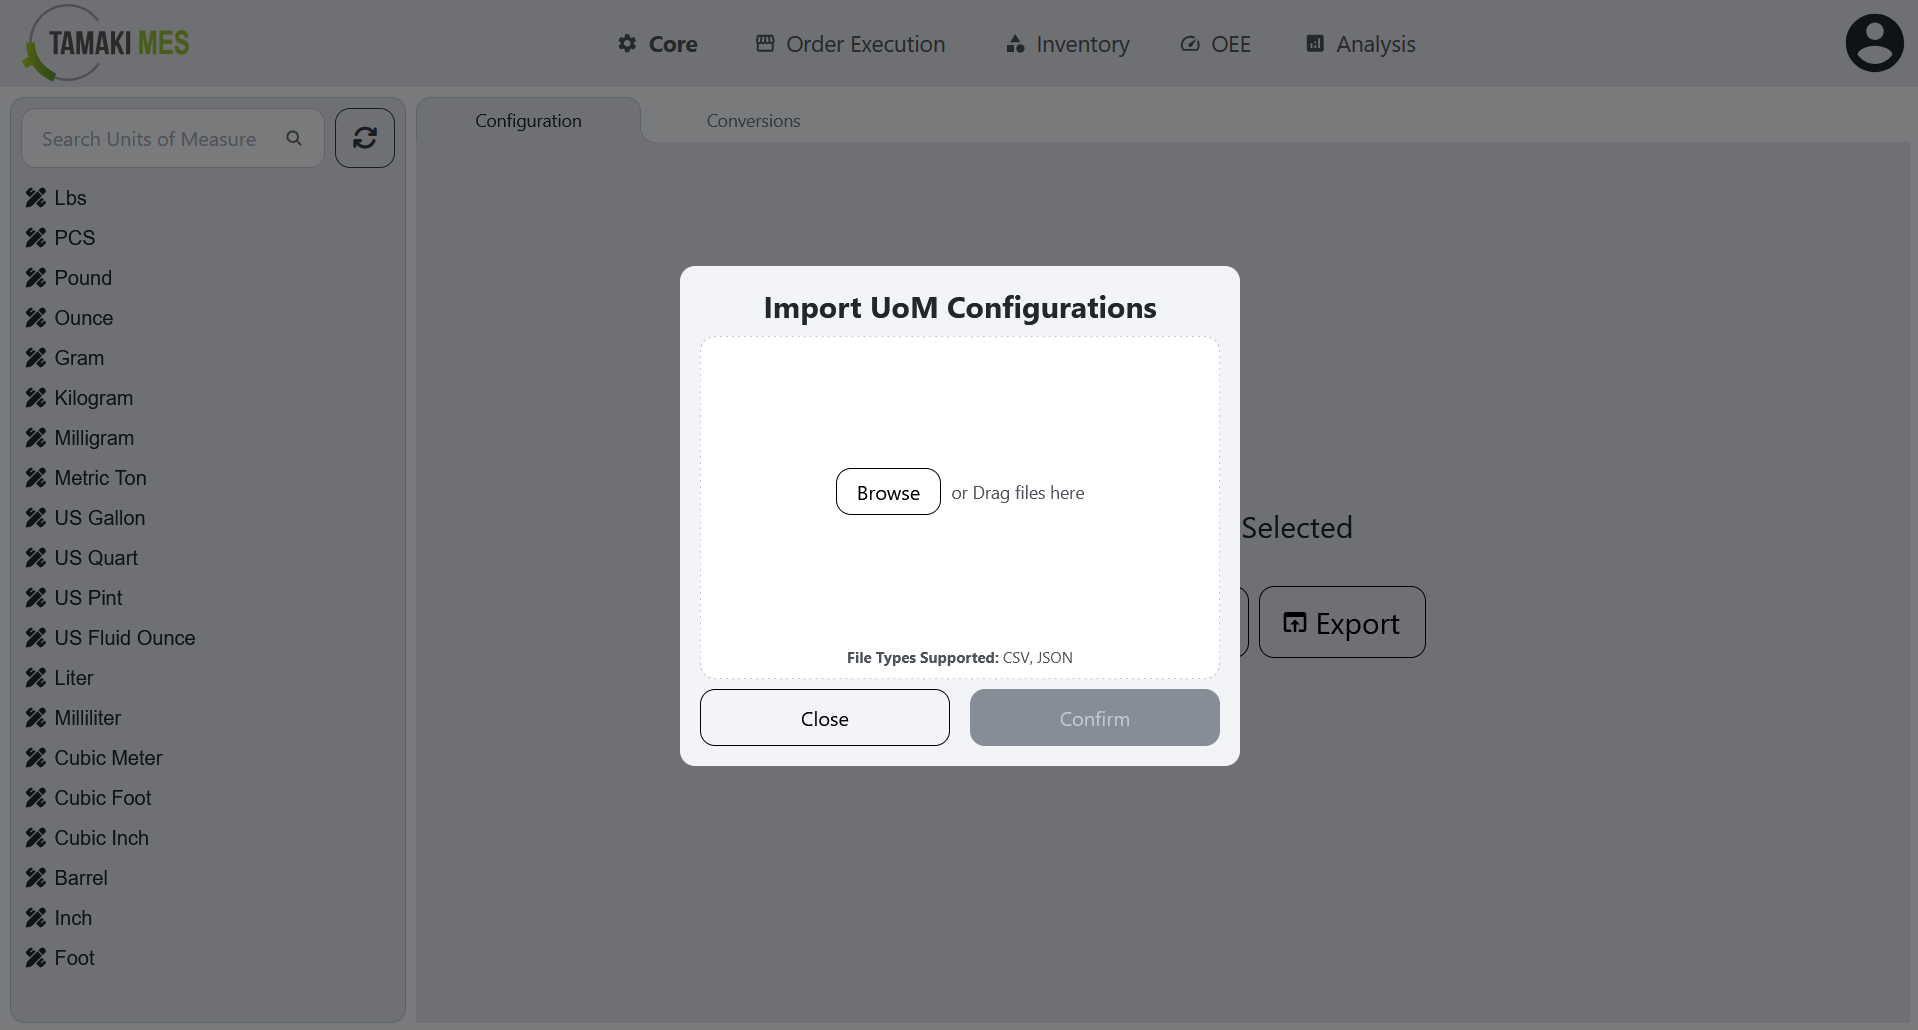 TAMAKI MES
Core
Order Execution
Inventory
OEE
Analysis
Search Units of Measure
Configuration
Conversions
Lbs
PCS
Pound
Ounce
Gram
Kilogram
Milligram
Metric Ton
US Gallon
US Quart
US Pint
US Fluid Ounce
Liter
Milliliter
Cubic Meter
Cubic Foot
Cubic Inch
Barrel
Inch
Foot
Import UoM Configurations
Browse or Drag files here
File Types Supported: CSV, JSON
Close
Confirm
Selected
Export